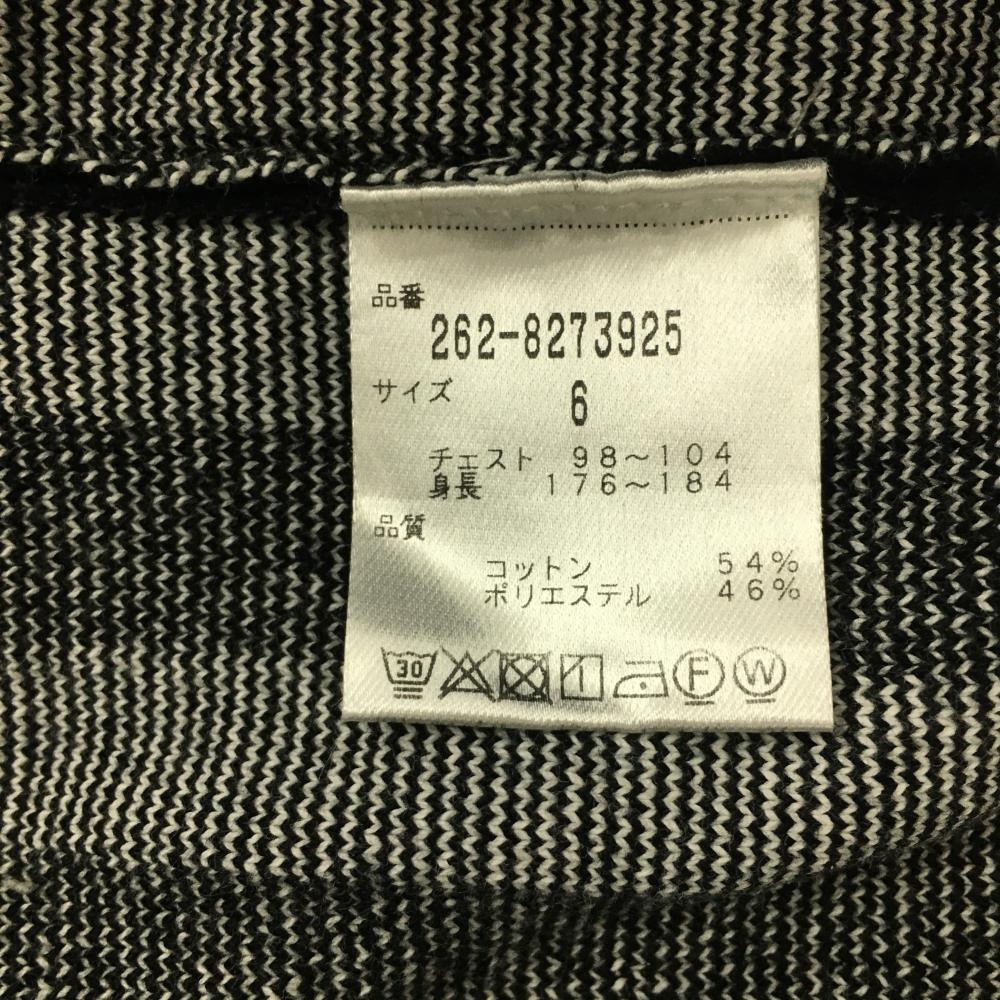 品番
262-8273925
サイズ 6
チェスト 98～104
身長 176～184
品質
コットン 54%
ポリエステル 46%
30 F W